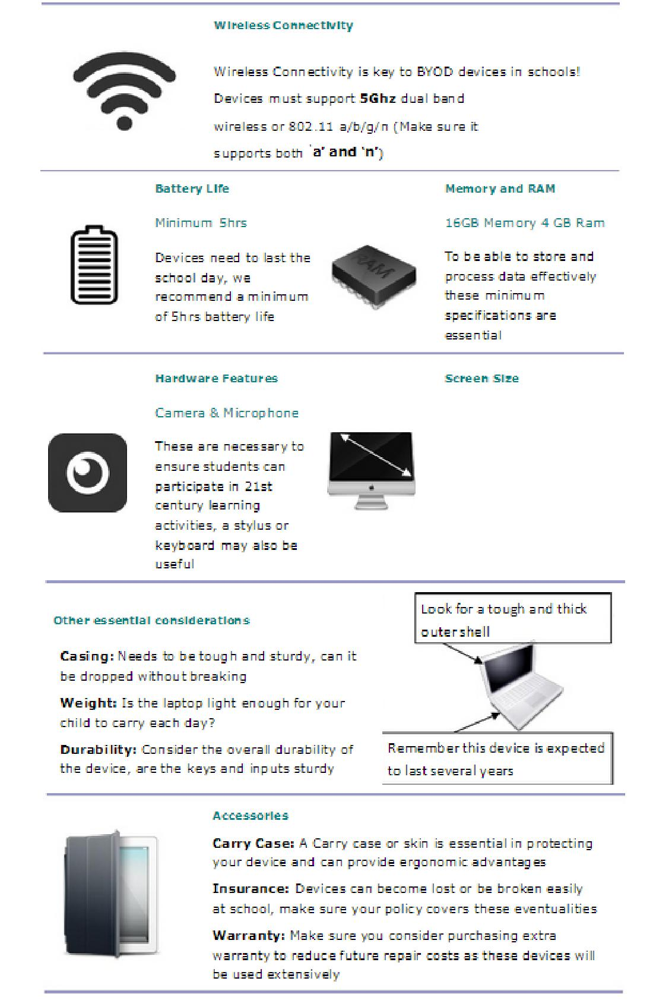 Wireless Connectivity
Wireless Connectivity is key to BYOD devices in schools!
Devices must support 5Ghz dual band
wireless or 802.11 a/b/g/n (Make sure it
supports both 'a' and 'n')
Battery Life
Minimum 5hrs
Devices need to last the
school day, we
recommend a minimum
of 5hrs battery life
RAM
Memory and RAM
16GB Memory 4 GB Ram
To be able to store and
process data effectively
these minimum
specifications are
essential
Hardware Features
Camera & Microphone
These are necessary to
ensure students can
participate in 21st
century learning
activities, a stylus or
keyboard may also be
useful
Screen Size
Other essential considerations
Casing: Needs to be tough and sturdy, can it
be dropped without breaking
Weight: Is the laptop light enough for your
child to carry each day?
Durability: Consider the overall durability of
the device, are the keys and inputs sturdy
Look for a tough and thick
outer shell
Remember this device is expected
to last several years
Accessories
Carry Case: A Carry case or skin is essential in protecting
your device and can provide ergonomic advantages
Insurance: Devices can become lost or be broken easily
at school, make sure your policy covers these eventualities
Warranty: Make sure you consider purchasing extra
warranty to reduce future repair costs as these devices will
be used extensively